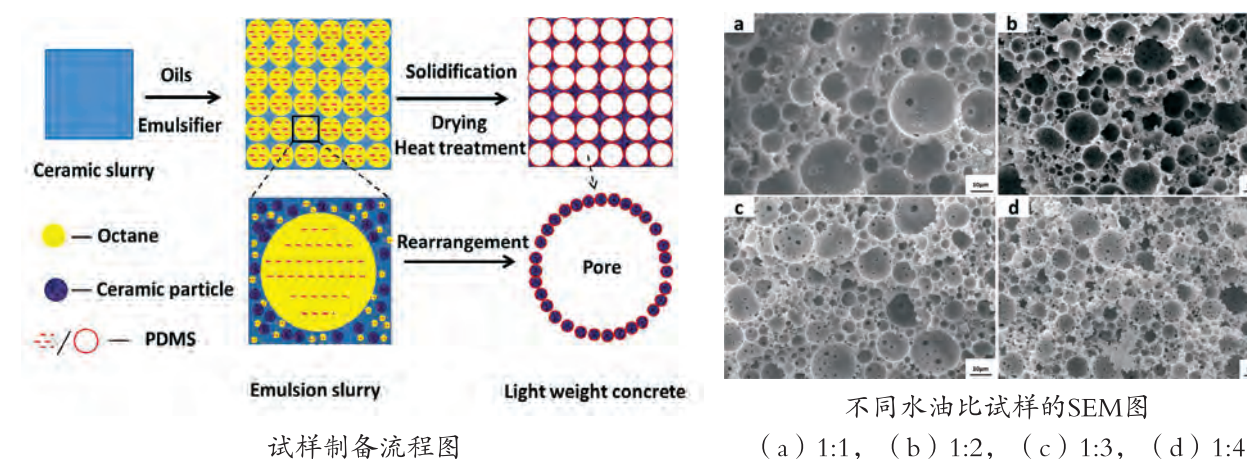 Ceramic slurry
Oils
Emulsifier
Solidification
Drying
Heat treatment
Octane
Ceramic particle
PDMS
Rearrangement
Pore
Emulsion slurry
Light weight concrete
试样制备流程图
a
b
c
d
不同水油比试样的SEM图
（a）1:1，（b）1:2，（c）1:3，（d）1:4